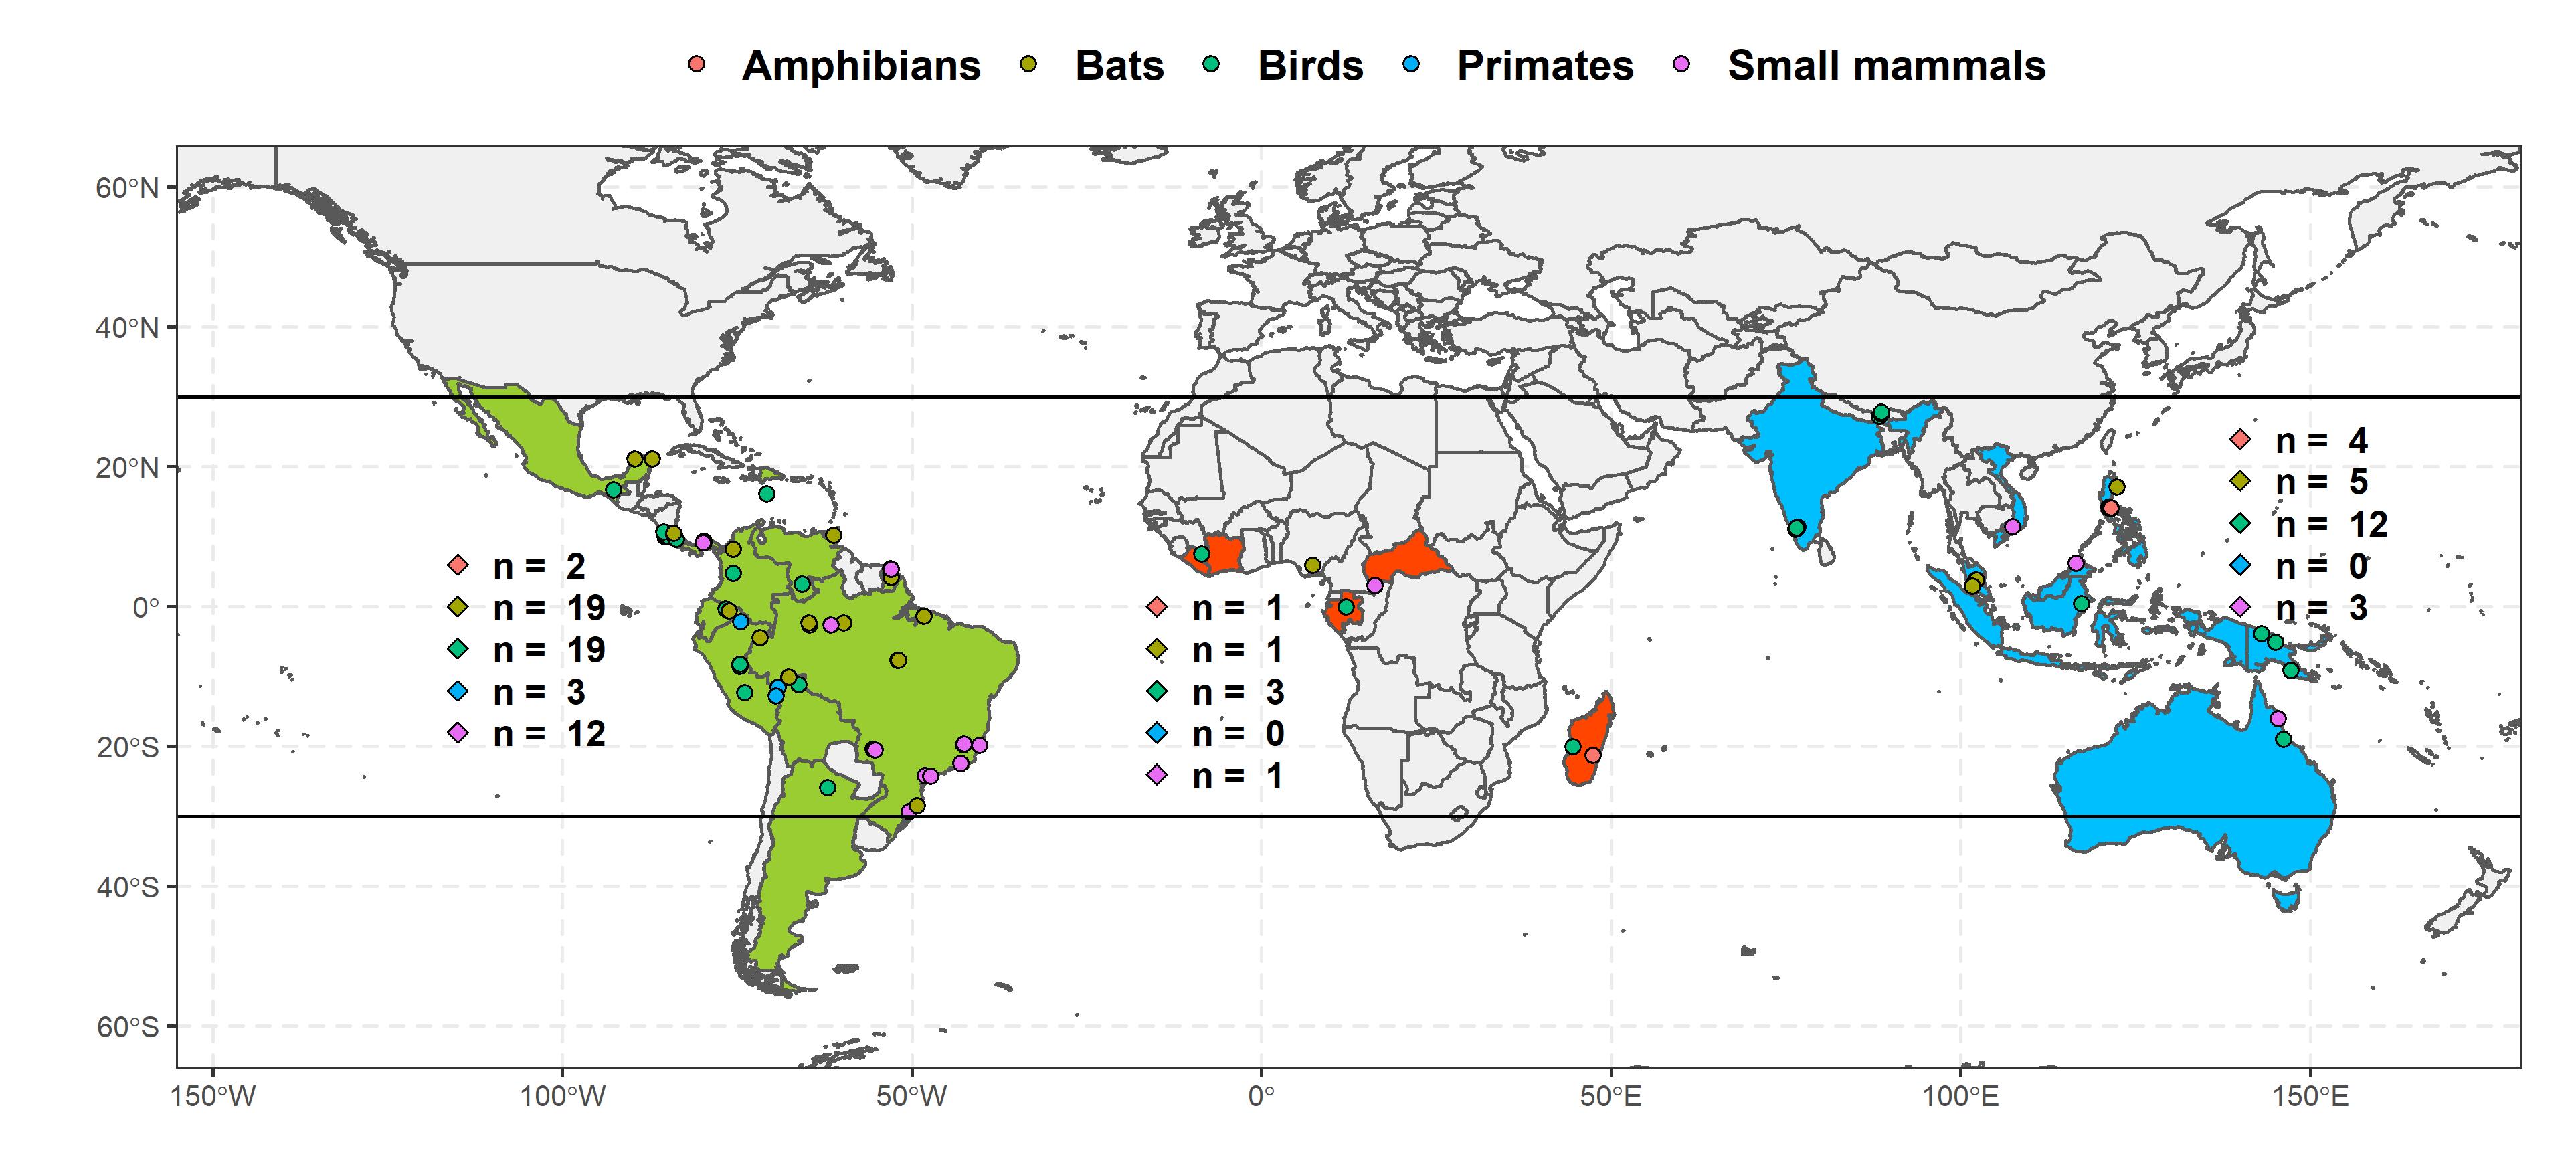 Amphibians Bats Birds Primates Small mammals
60°N
40°N
20°N
0°
20°S
40°S
60°S
n = 2
n = 19
n = 19
n = 3
n = 12
n = 1
n = 1
n = 3
n = 0
n = 1
n = 4
n = 5
n = 12
n = 0
n = 3
150°W 100°W 50°W 0° 50°E 100°E 150°E